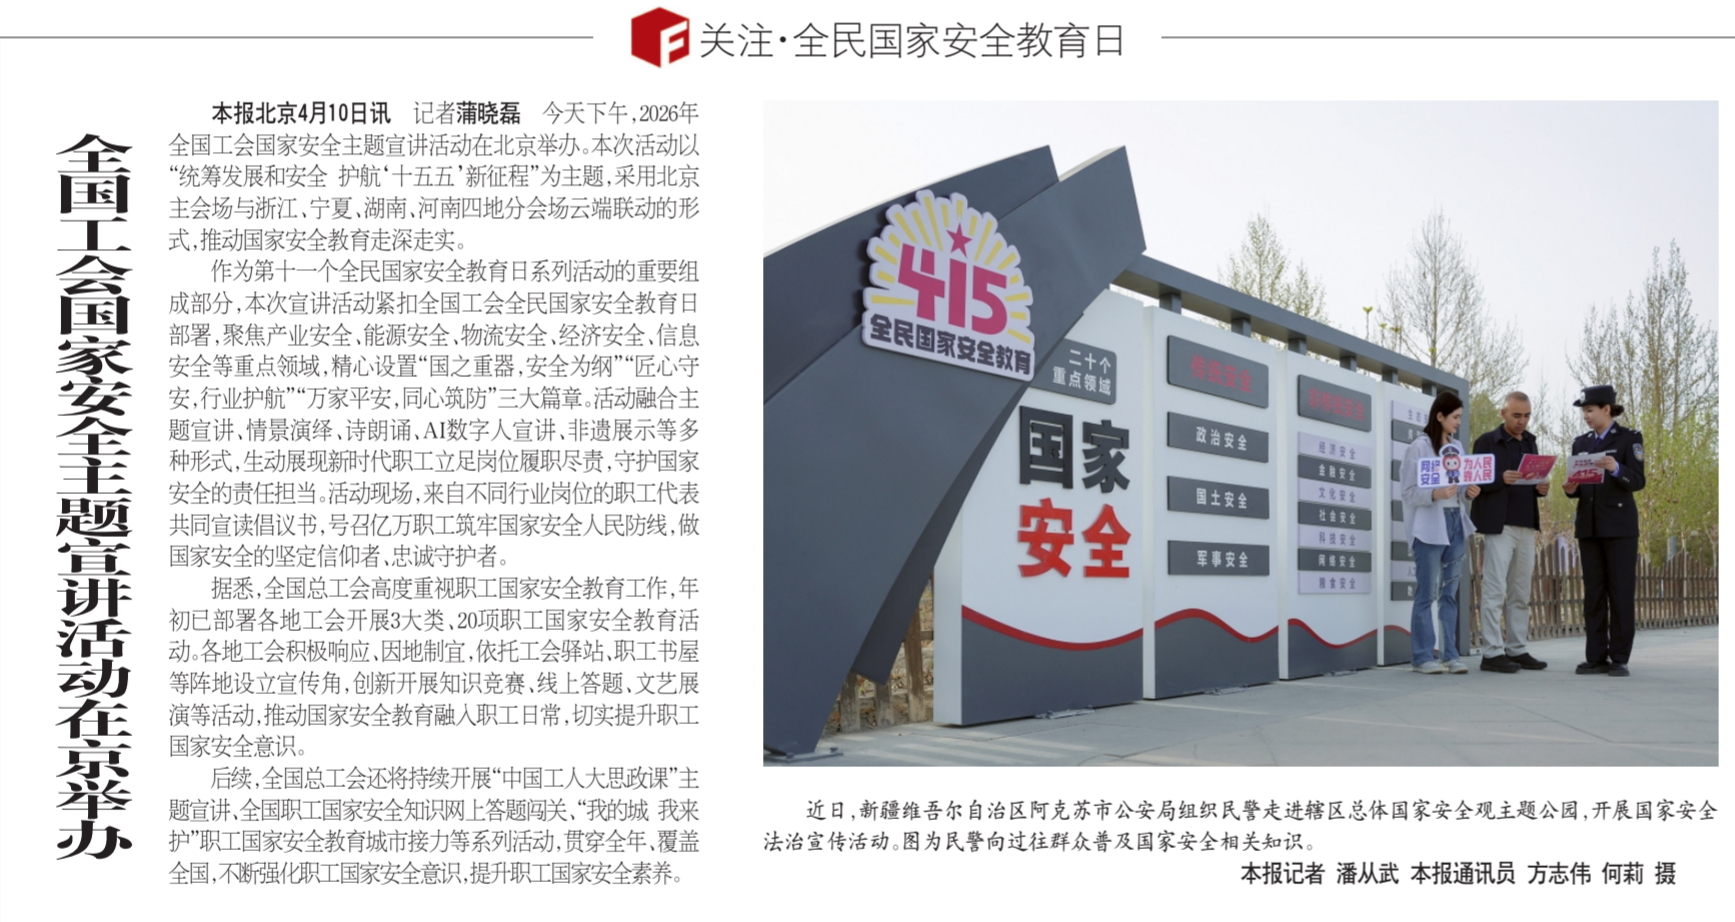 关注·全民国家安全教育日
全国工会国家安全主题宣讲活动在京举办
本报北京4月10日讯 记者蒲晓磊 今天下午,2026年
全国工会国家安全主题宣讲活动在北京举办。本次活动以
“统筹发展和安全 护航‘十五五’新征程”为主题,采用北京
主会场与浙江、宁夏、湖南、河南四地分会场云端联动的形
式,推动国家安全教育走深走实。
作为第十一个全民国家安全教育日系列活动的重要组
成部分,本次宣讲活动紧扣全国工会全民国家安全教育日
部署,聚焦产业安全、能源安全、物流安全、经济安全、信息
安全等重点领域,精心设置“国之重器,安全为纲”“匠心守
安,行业护航”“万家平安,同心筑防”三大篇章。活动融合主
题宣讲、情景演绎、诗朗诵、AI数字人宣讲、非遗展示等多
种形式,生动展现新时代职工立足岗位履职尽责,守护国家
安全的责任担当。活动现场,来自不同行业岗位的职工代表
共同宣读倡议书,号召亿万职工筑牢国家安全人民防线,做
国家安全的坚定信仰者、忠诚守护者。
据悉,全国总工会高度重视职工国家安全教育工作,年
初已部署各地工会开展3大类、20项职工国家安全教育活
动。各地工会积极响应、因地制宜,依托工会驿站、职工书屋
等阵地设立宣传角,创新开展知识竞赛、线上答题、文艺展
演等活动,推动国家安全教育融入职工日常,切实提升职工
国家安全意识。
后续,全国总工会还将持续开展“中国工人大思政课”主
题宣讲、全国职工国家安全知识网上答题闯关、“我的城 我来
护”职工国家安全教育城市接力等系列活动,贯穿全年、覆盖
全国,不断强化职工国家安全意识,提升职工国家安全素养。
415
全民国家安全教育
二十个
重点领域
国家
安全
传统安全
政治安全
国土安全
军事安全
经济安全
金融安全
文化安全
社会安全
科技安全
网络安全
粮食安全
网络
安全
为人民
靠人民
近日,新疆维吾尔自治区阿克苏市公安局组织民警走进辖区总体国家安全观主题公园,开展国家安全
法治宣传活动。图为民警向过往群众普及国家安全相关知识。
本报记者 潘从武 本报通讯员 方志伟 何莉 摄